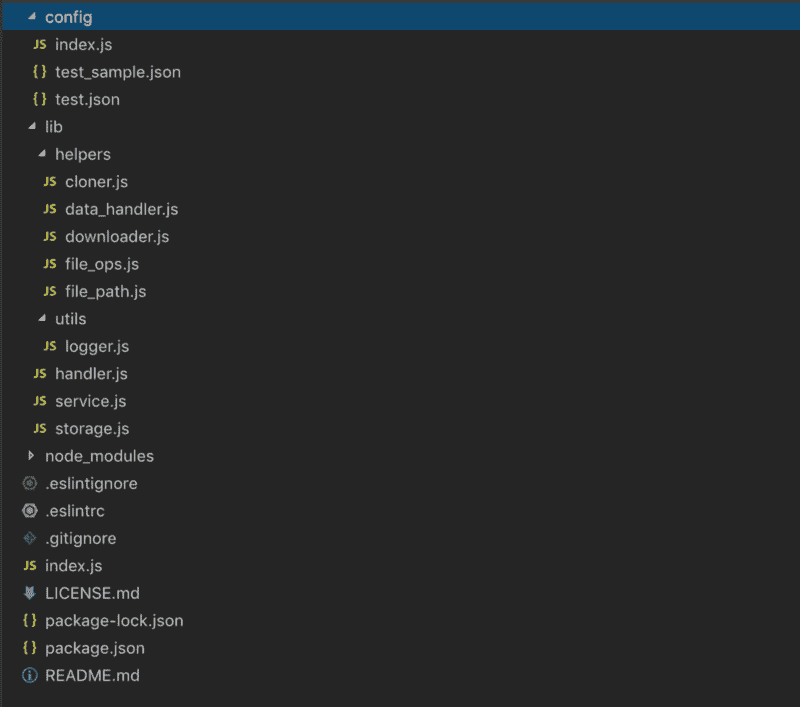 config
JS index.js
{} test_sample.json
{} test.json
lib
helpers
JS cloner.js
JS data_handler.js
JS downloader.js
JS file_ops.js
JS file_path.js
utils
JS logger.js
JS handler.js
JS service.js
JS storage.js
node_modules
.eslintignore
.eslintrc
.gitignore
JS index.js
LICENSE.md
{} package-lock.json
{} package.json
README.md